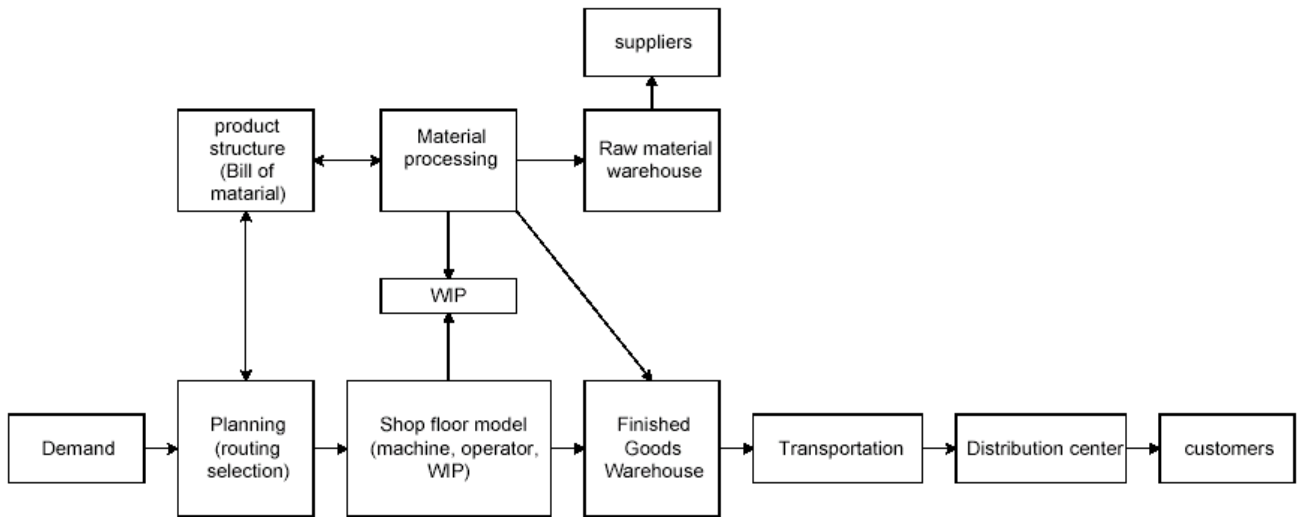 suppliers
product
structure
(Bill of
matarial)
Material
processing
Raw material
warehouse
WIP
Demand
Planning
(routing
selection)
Shop floor model
(machine, operator,
WIP)
Finished
Goods
Warehouse
Transportation
Distribution center
customers